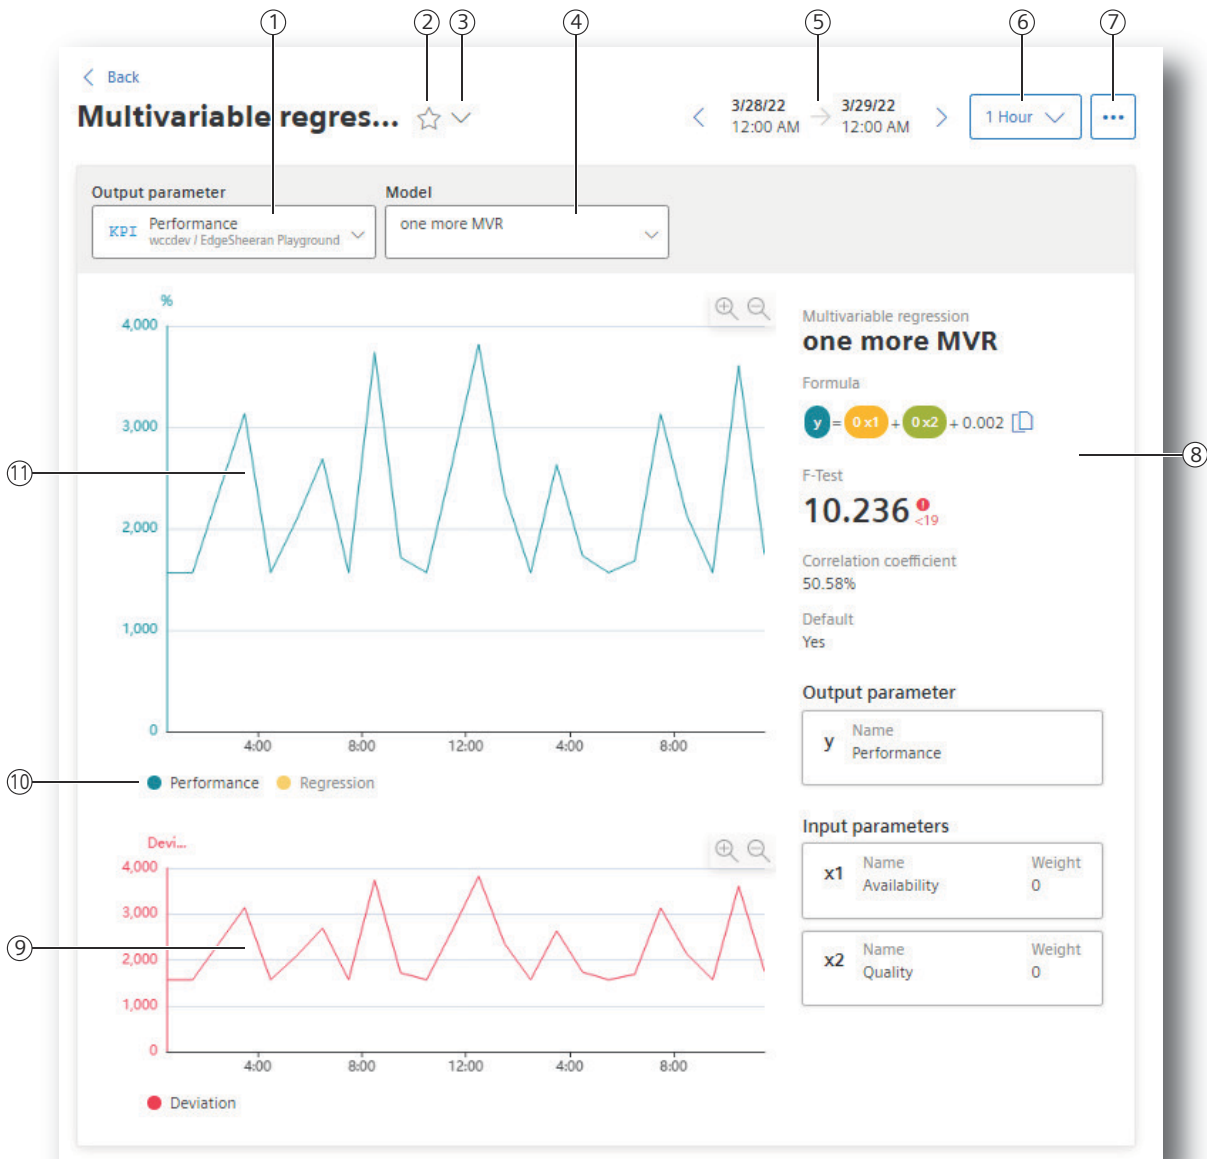 ① ② ③ ④ ⑤ ⑥ ⑦
Back
Multivariable regres...
3/28/22 3/29/22
12:00 AM 12:00 AM
1 Hour
Output parameter Model
KPI Performance
wccdev / EdgeSheeran Playground
one more MVR
%
4,000
3,000
2,000
1,000
0
4:00 8:00 12:00 4:00 8:00
Performance Regression
⑪
⑩
Devi...
4,000
3,000
2,000
1,000
0
4:00 8:00 12:00 4:00 8:00
Deviation
⑨
Multivariable regression
one more MVR
Formula
y = 0 x1 + 0 x2 + 0.002
⑧
F-Test
10.236 <19
Correlation coefficient
50.58%
Default
Yes
Output parameter
y Name
Performance
Input parameters
x1 Name Weight
Availability 0
x2 Name Weight
Quality 0